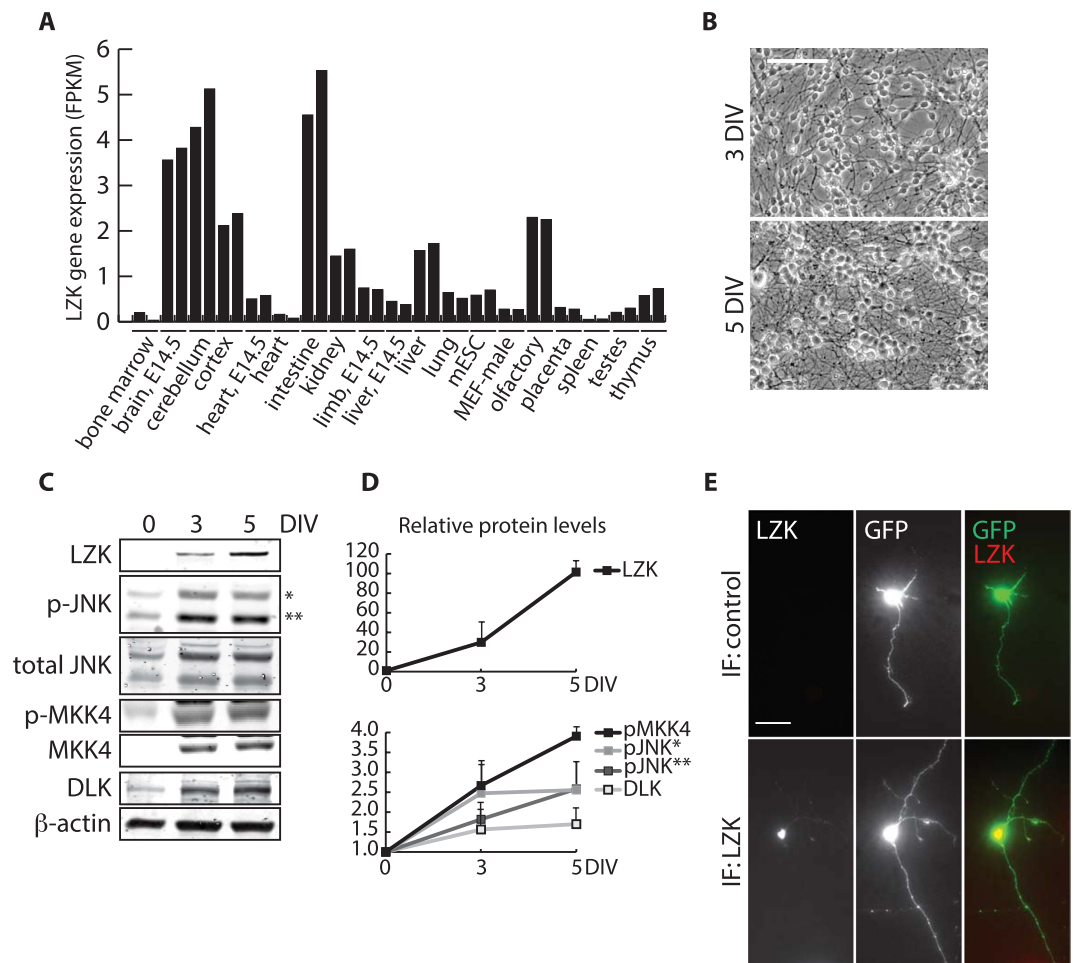 A
LZK gene expression (FPKM)
6
5
4
3
2
1
0
bone marrow
brain, E14.5
cerebellum
cortex
heart, E14.5
heart
intestine
kidney
limb, E14.5
liver, E14.5
liver
lung
mESC
MEF-male
olfactory
placenta
spleen
testes
thymus
B
3 DIV
5 DIV
C
0 3 5 DIV
LZK
p-JNK
*
**
total JNK
p-MKK4
MKK4
DLK
β-actin
D
Relative protein levels
120
100
80
60
40
20
0
0 3 5 DIV
LZK
4.0
3.5
3.0
2.5
2.0
1.5
1.0
0 3 5 DIV
pMKK4
pJNK*
pJNK**
DLK
E
LZK GFP GFP
LZK
IF: control
IF: LZK